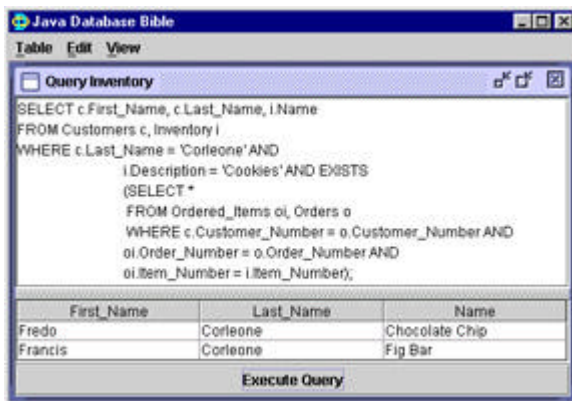 Java Database Bible
Table Edit View
Query Inventory
SELECT c.First_Name, c.Last_Name, i.Name
FROM Customers c, Inventory i
WHERE c.Last_Name = 'Corleone' AND
i.Description = 'Cookies' AND EXISTS
(SELECT *
FROM Ordered_Items oi, Orders o
WHERE c.Customer_Number = o.Customer_Number AND
oi.Order_Number = o.Order_Number AND
oi.Item_Number = i.Item_Number);
First_Name Last_Name Name
Fredo Corleone Chocolate Chip
Francis Corleone Fig Bar
Execute Query